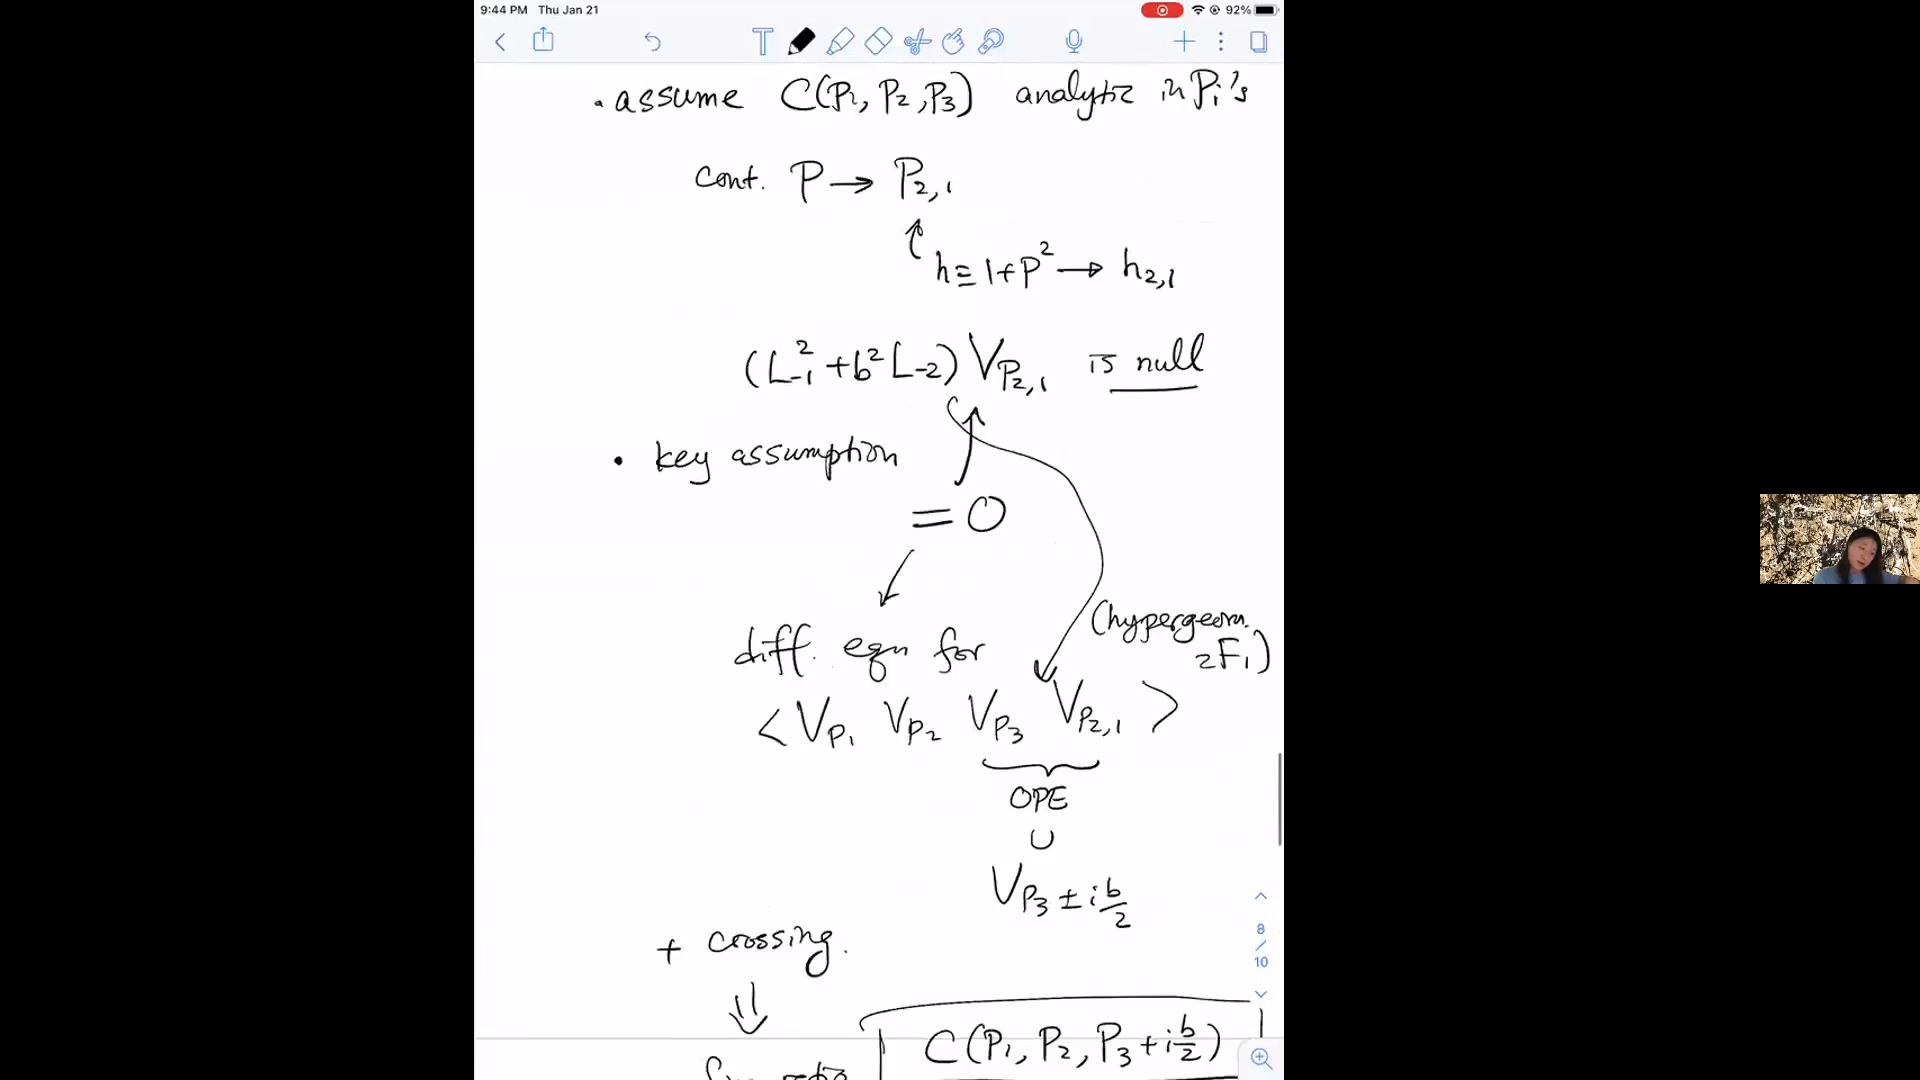 9:44 PM Thu Jan 21
92%
• assume C(P1, P2, P3) analytic in Pi's
cont. P → P2,1
h ≡ 1+P² → h2,1
(L-1² + b² L-2) VP2,1 is null
• key assumption
= 0
diff. eqn for
(hypergeom. 2F1)
< VP1 VP2 VP3 VP2,1 >
OPE
∪
VP3 ± i b/2
+ crossing.
⇓
C(P1, P2, P3 + i b/2)
8
/
10